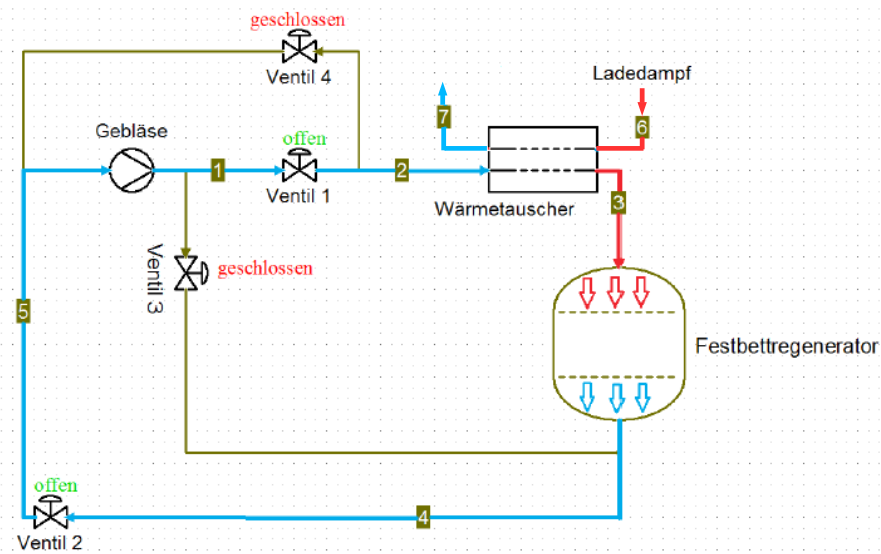 geschlossen
Ventil 4
Ladedampf
7
6
Gebläse
offen
1
2
Ventil 1
Wärmetauscher
3
Ventil 3
geschlossen
5
Festbettregenerator
offen
4
Ventil 2